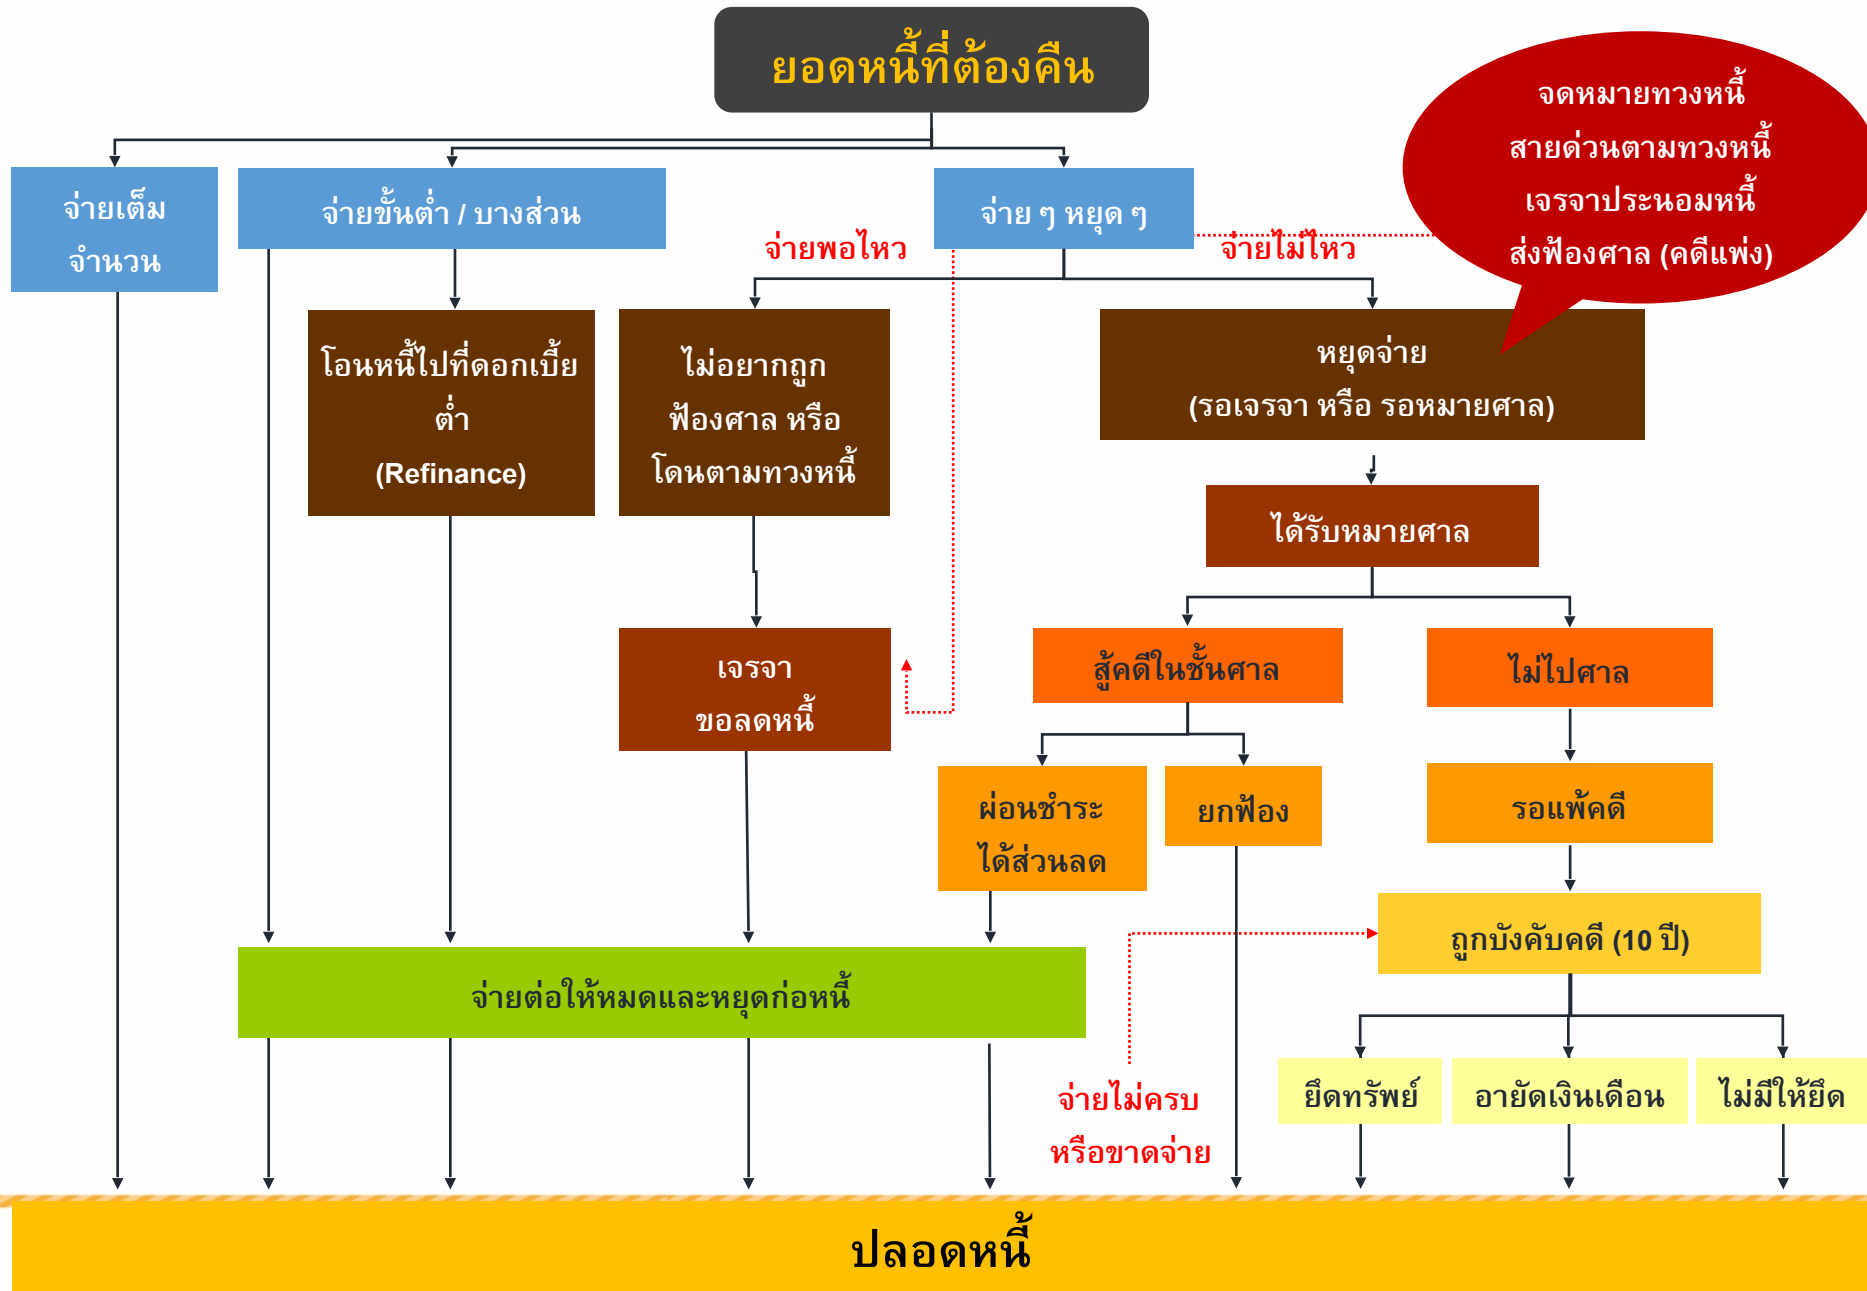 ยอดหนี้ที่ต้องคืน
จดหมายทวงหนี้
สายด่วนตามทวงหนี้
เจรจาประนอมหนี้
ส่งฟ้องศาล (คดีแพ่ง)
จ่ายเต็ม
จำนวน
จ่ายขั้นต่ำ / บางส่วน
จ่าย ๆ หยุด ๆ
จ่ายพอไหว
จ่ายไม่ไหว
โอนหนี้ไปที่ดอกเบี้ย
ต่ำ
(Refinance)
ไม่อยากถูก
ฟ้องศาล หรือ
โดนตามทวงหนี้
หยุดจ่าย
(รอเจรจา หรือ รอหมายศาล)
ได้รับหมายศาล
เจรจา
ขอลดหนี้
สู้คดีในชั้นศาล
ไม่ไปศาล
ผ่อนชำระ
ได้ส่วนลด
ยกฟ้อง
รอแพ้คดี
ถูกบังคับคดี (10 ปี)
จ่ายต่อให้หมดและหยุดก่อหนี้
จ่ายไม่ครบ
หรือขาดจ่าย
ยึดทรัพย์
อายัดเงินเดือน
ไม่มีให้ยึด
ปลอดหนี้